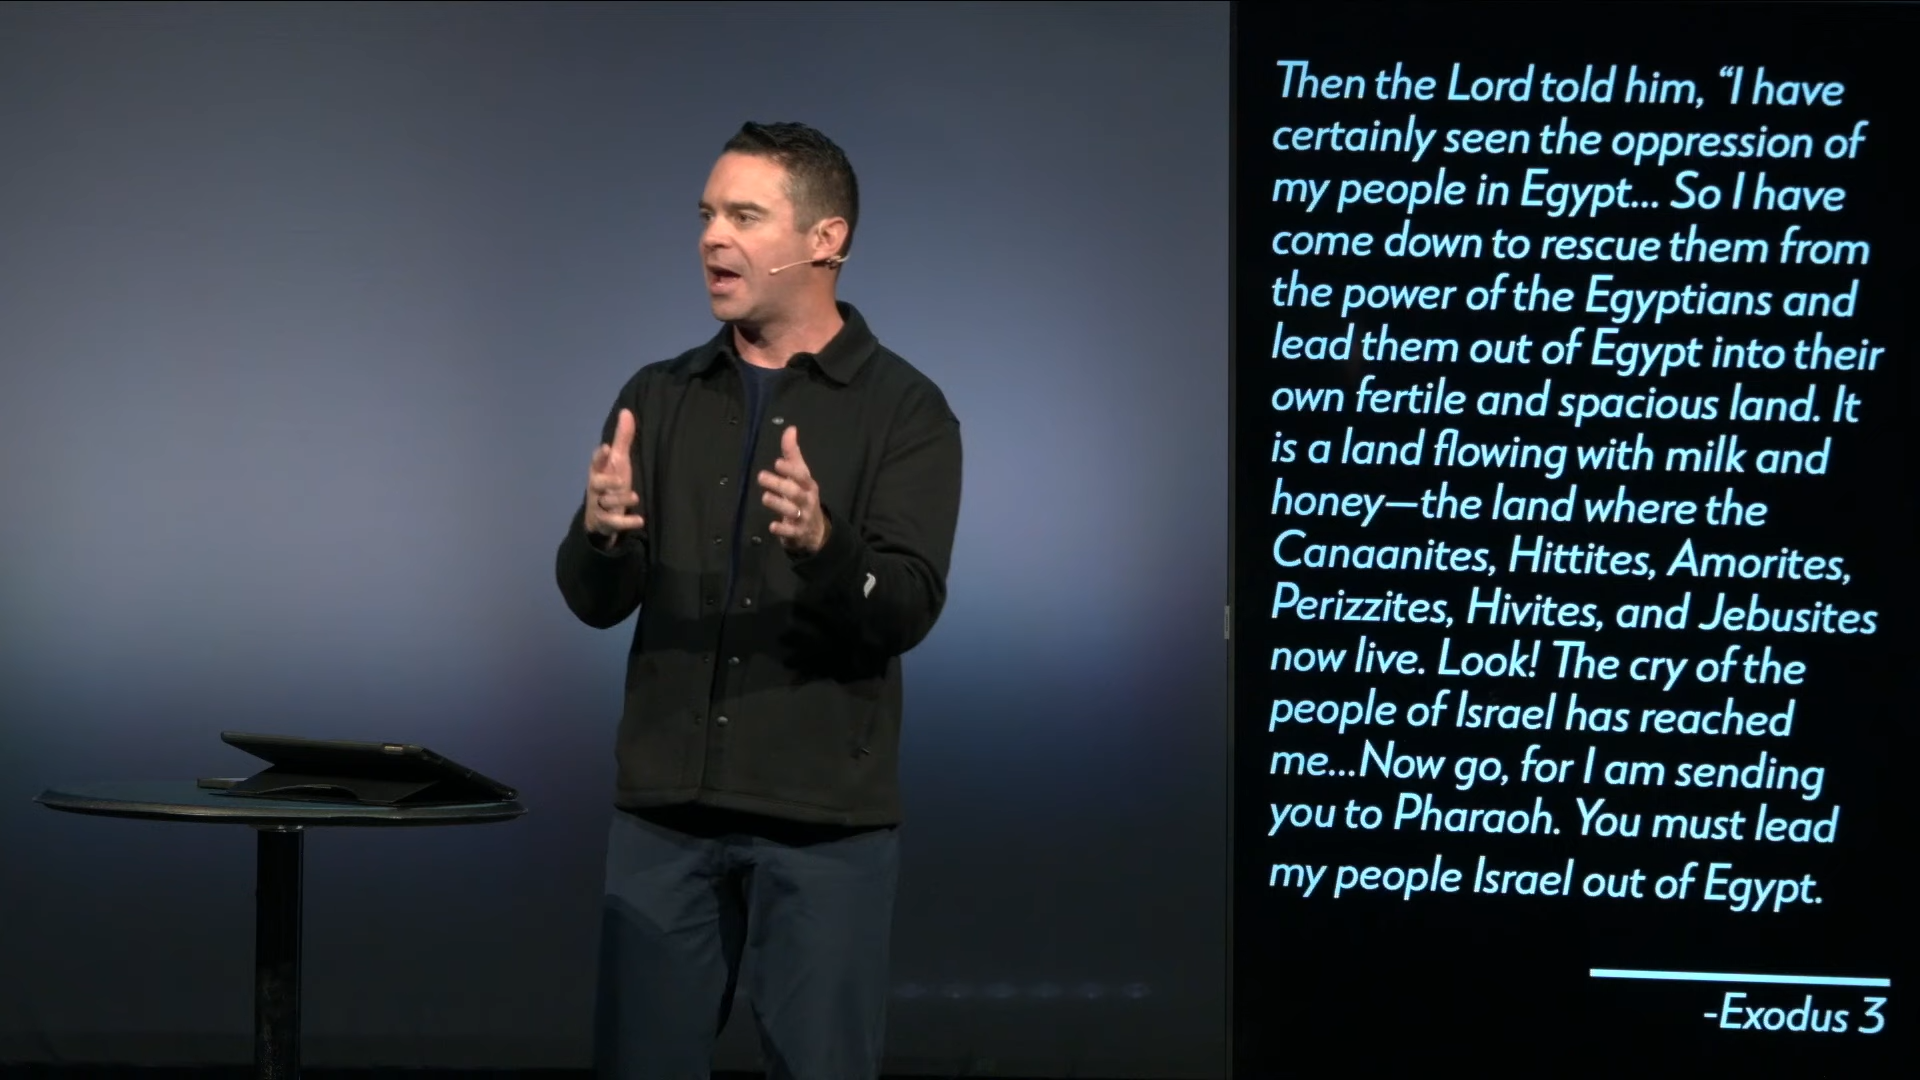 Then the Lord told him, “I have
certainly seen the oppression of
my people in Egypt... So I have
come down to rescue them from
the power of the Egyptians and
lead them out of Egypt into their
own fertile and spacious land. It
is a land flowing with milk and
honey—the land where the
Canaanites, Hittites, Amorites,
Perizzites, Hivites, and Jebusites
now live. Look! The cry of the
people of Israel has reached
me...Now go, for I am sending
you to Pharaoh. You must lead
my people Israel out of Egypt.
-Exodus 3